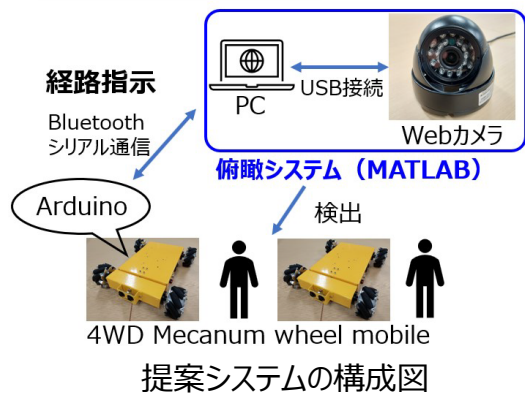 経路指示
Bluetooth
シリアル通信
PC
USB接続
Webカメラ
俯瞰システム（MATLAB）
Arduino
検出
4WD Mecanum wheel mobile
提案システムの構成図